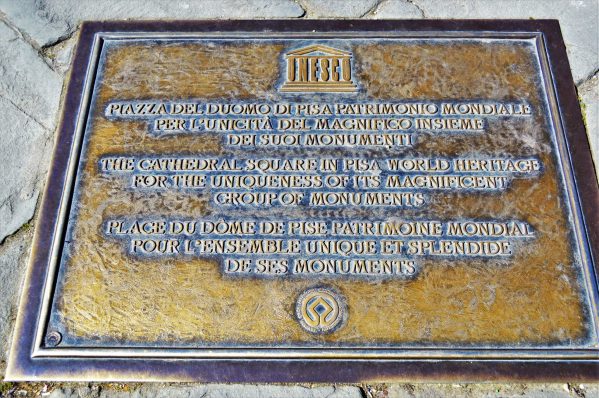 UNESCO
PIAZZA DEL DUOMO DI PISA PATRIMONIO MONDIALE
PER L'UNICITÀ DEL MAGNIFICO INSIEME
DEI SUOI MONUMENTI
THE CATHEDRAL SQUARE IN PISA WORLD HERITAGE
FOR THE UNIQUENESS OF ITS MAGNIFICENT
GROUP OF MONUMENTS
PLACE DU DÔME DE PISE PATRIMOINE MONDIAL
POUR L'ENSEMBLE UNIQUE ET SPLENDIDE
DE SES MONUMENTS